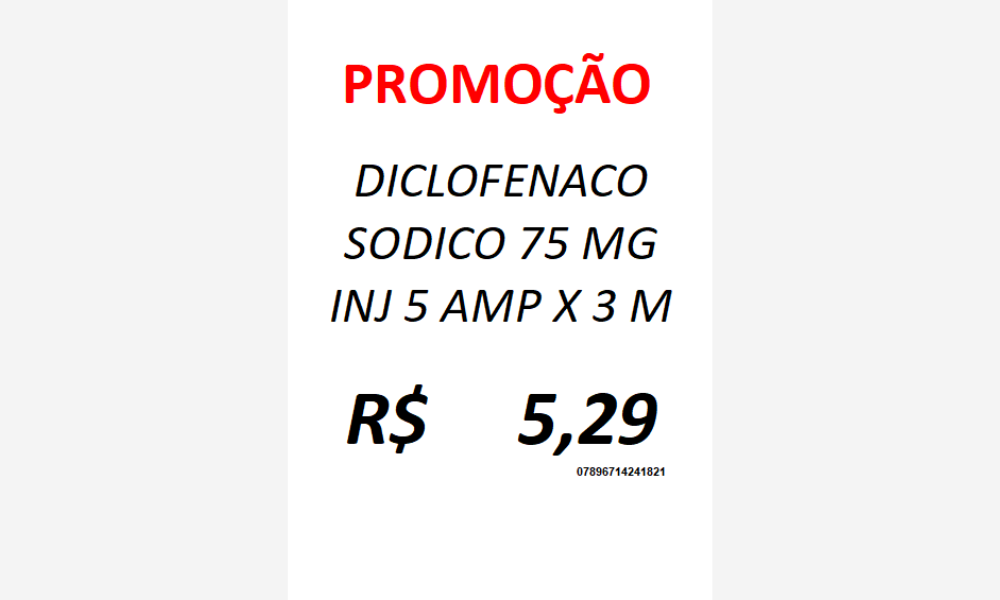 PROMOÇÃO
DICLOFENACO
SODICO 75 MG
INJ 5 AMP X 3 M
R$ 5,29
07896714241821